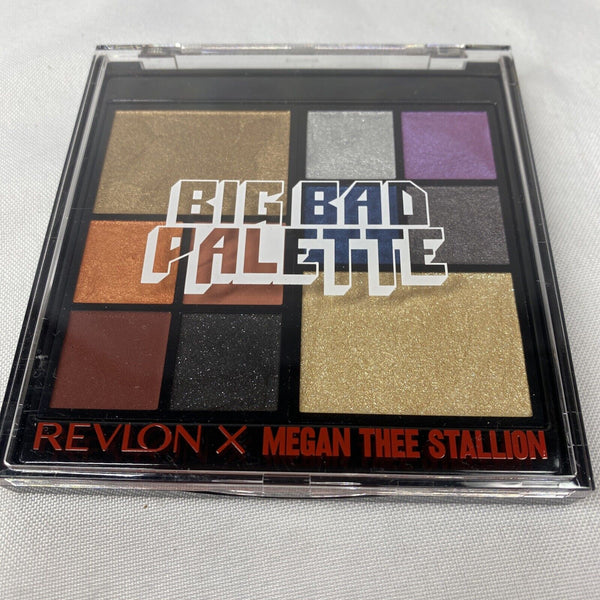 BIG BAD
PALETTE
REVLON X MEGAN THEE STALLION